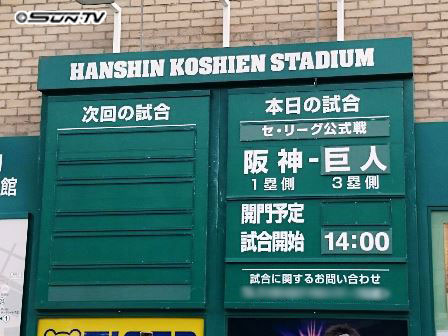 SUN-TV
HANSHIN KOSHIEN STADIUM
次回の試合
本日の試合
セ・リーグ公式戦
阪神-巨人
1塁側 3塁側
開門予定
試合開始 14:00
試合に関するお問い合わせ
館